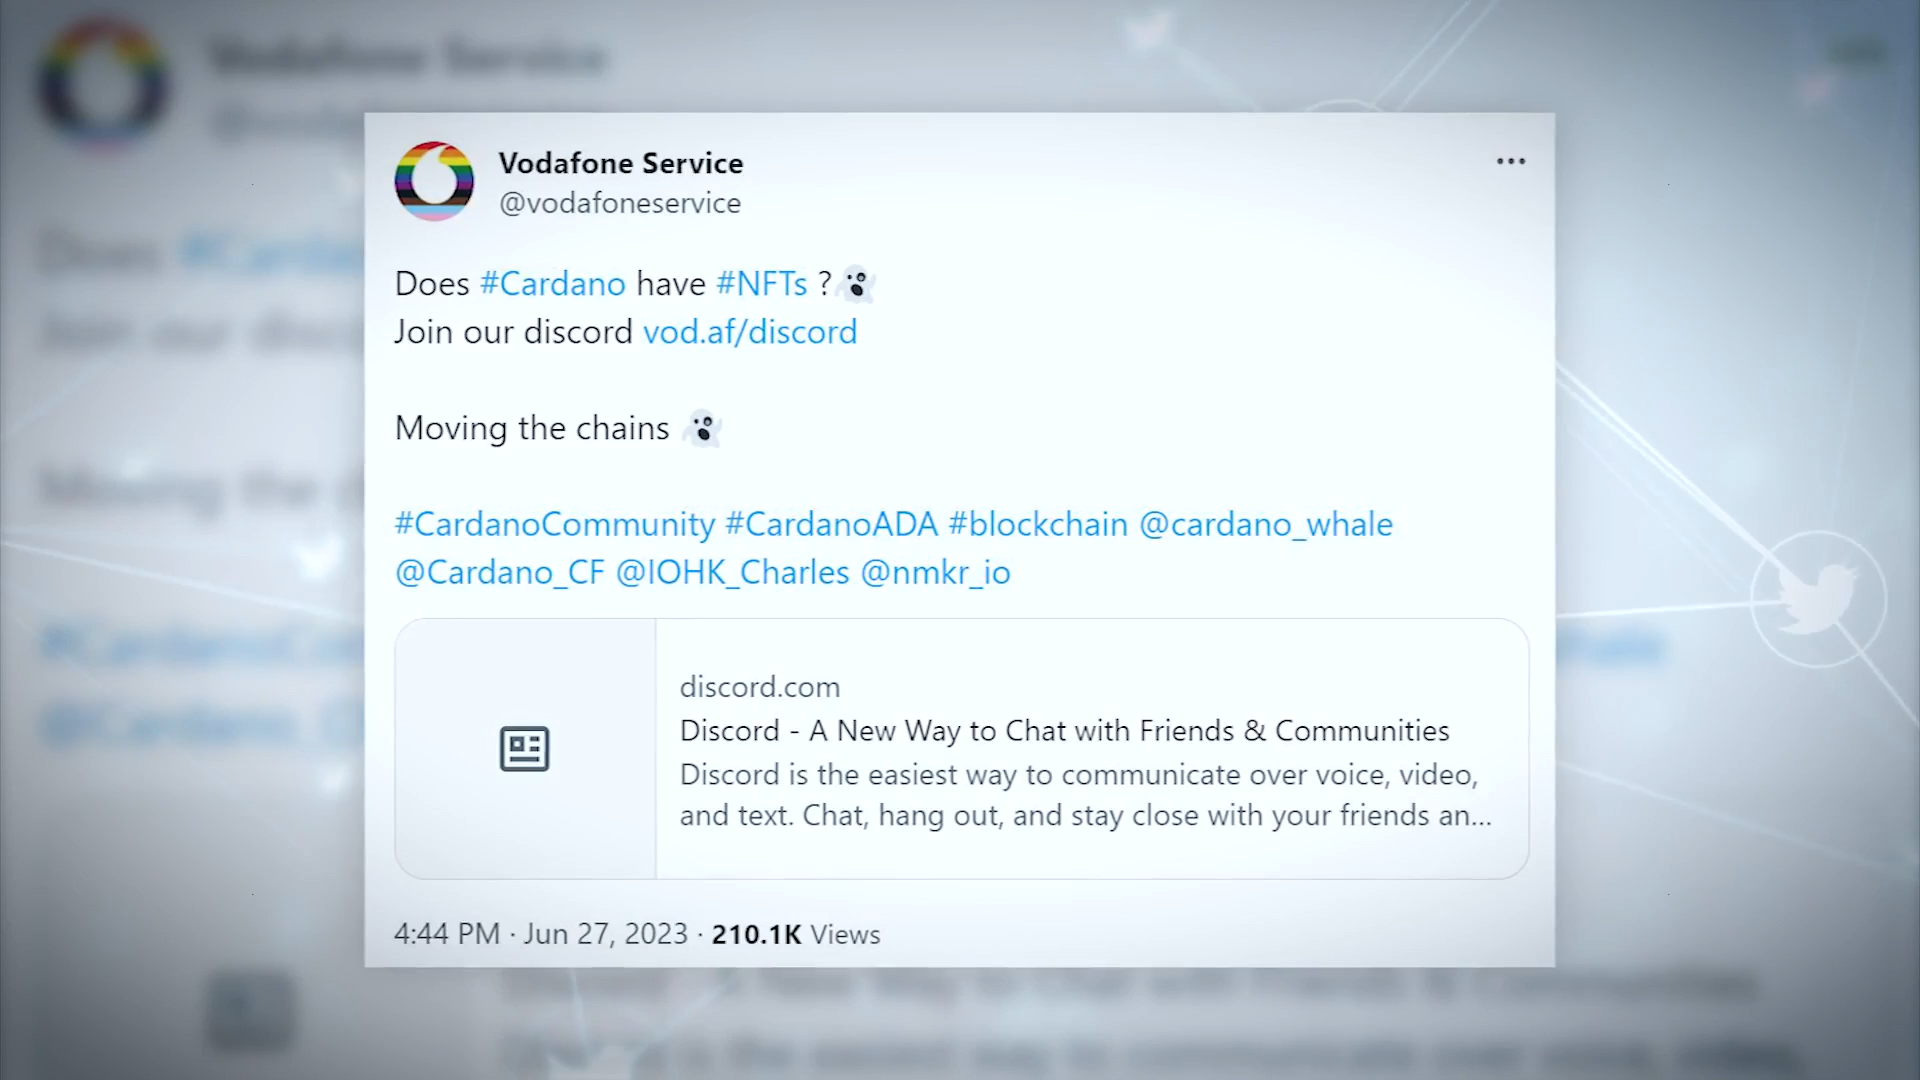 Vodafone Service
@vodafoneservice
Does #Cardano have #NFTs ?👻
Join our discord vod.af/discord
Moving the chains 👻
#CardanoCommunity #CardanoADA #blockchain @cardano_whale
@Cardano_CF @IOHK_Charles @nmkr_io
discord.com
Discord - A New Way to Chat with Friends & Communities
Discord is the easiest way to communicate over voice, video,
and text. Chat, hang out, and stay close with your friends an...
4:44 PM · Jun 27, 2023 · 210.1K Views